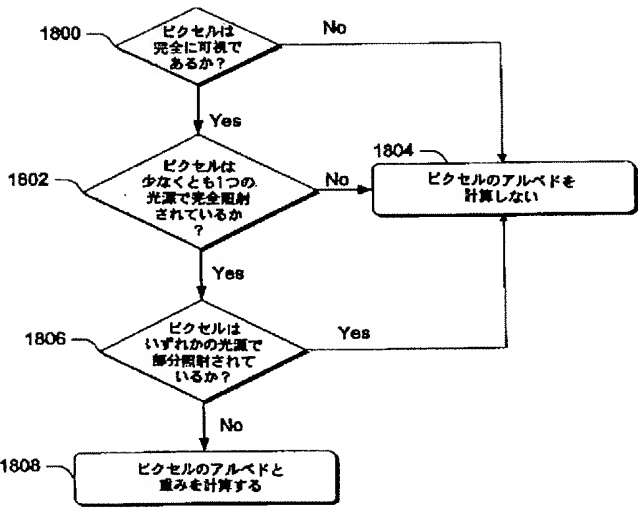 1800
ピクセルは
完全に可視で
あるか?
No
Yes
1802
ピクセルは
少なくとも1つの
光源で完全照射
されているか
?
No
1804
ピクセルのアルベドを
計算しない
Yes
1806
ピクセルは
いずれかの光源で
部分照射されて
いるか?
Yes
No
1808
ピクセルのアルベドと
重みを計算する